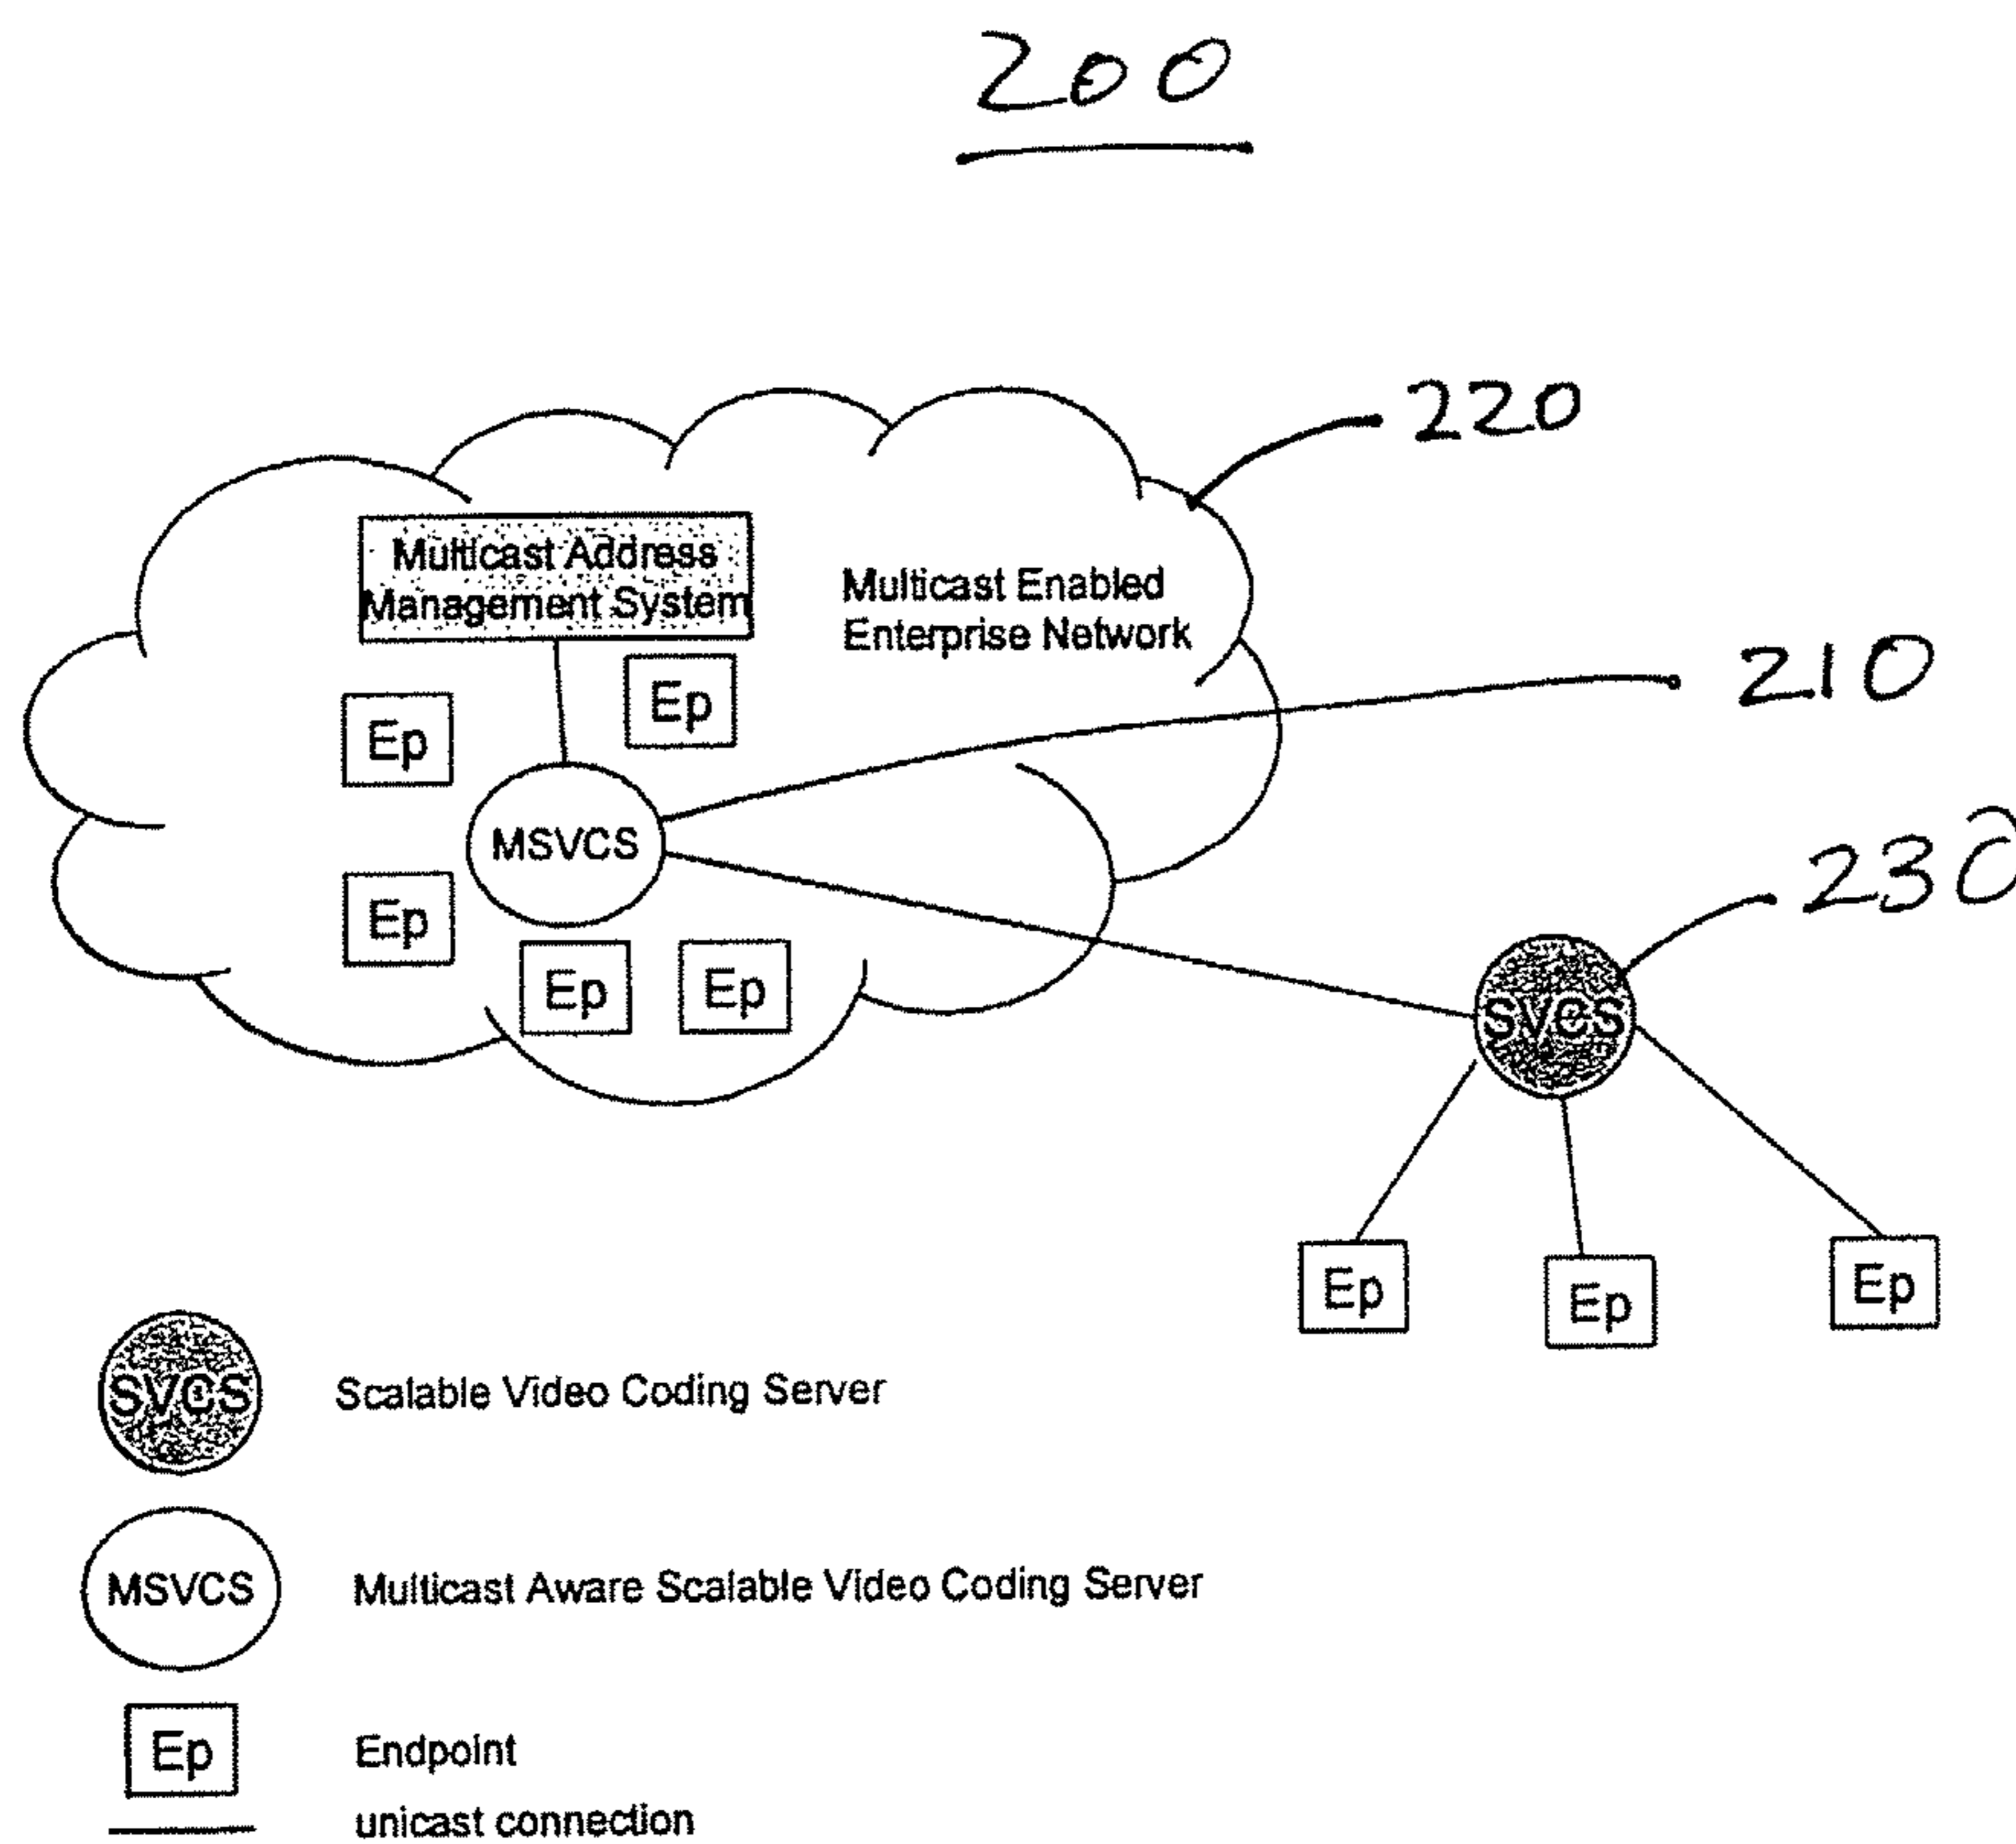 200
220
Multicast Address
Management System
Multicast Enabled
Enterprise Network
Ep
Ep
210
MSVCS
230
Ep
Ep
Ep
SVCS
Ep
Ep
Ep
SVCS
Scalable Video Coding Server
MSVCS
Multicast Aware Scalable Video Coding Server
Ep
Endpoint
unicast connection